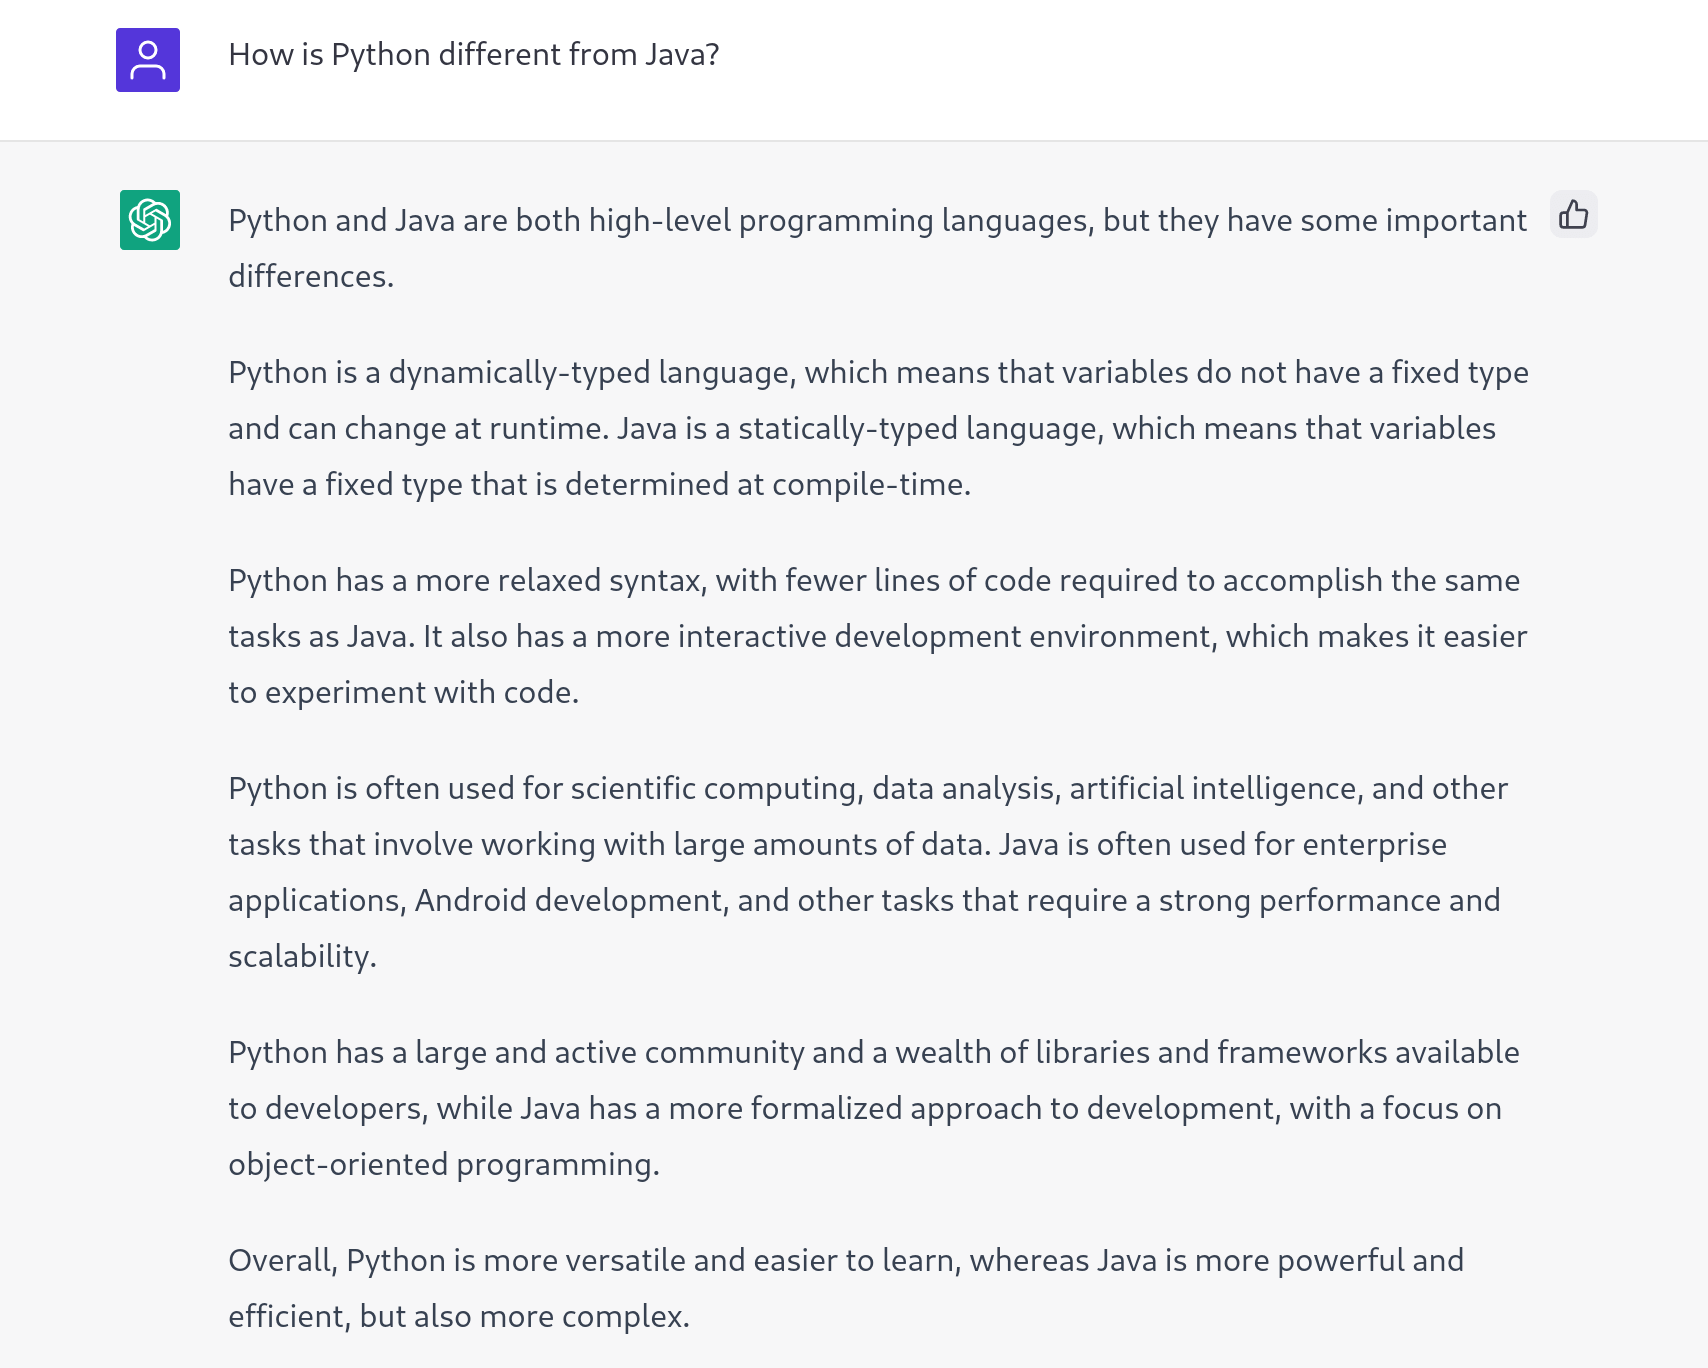 How is Python different from Java?
Python and Java are both high-level programming languages, but they have some important
differences.
Python is a dynamically-typed language, which means that variables do not have a fixed type
and can change at runtime. Java is a statically-typed language, which means that variables
have a fixed type that is determined at compile-time.
Python has a more relaxed syntax, with fewer lines of code required to accomplish the same
tasks as Java. It also has a more interactive development environment, which makes it easier
to experiment with code.
Python is often used for scientific computing, data analysis, artificial intelligence, and other
tasks that involve working with large amounts of data. Java is often used for enterprise
applications, Android development, and other tasks that require a strong performance and
scalability.
Python has a large and active community and a wealth of libraries and frameworks available
to developers, while Java has a more formalized approach to development, with a focus on
object-oriented programming.
Overall, Python is more versatile and easier to learn, whereas Java is more powerful and
efficient, but also more complex.